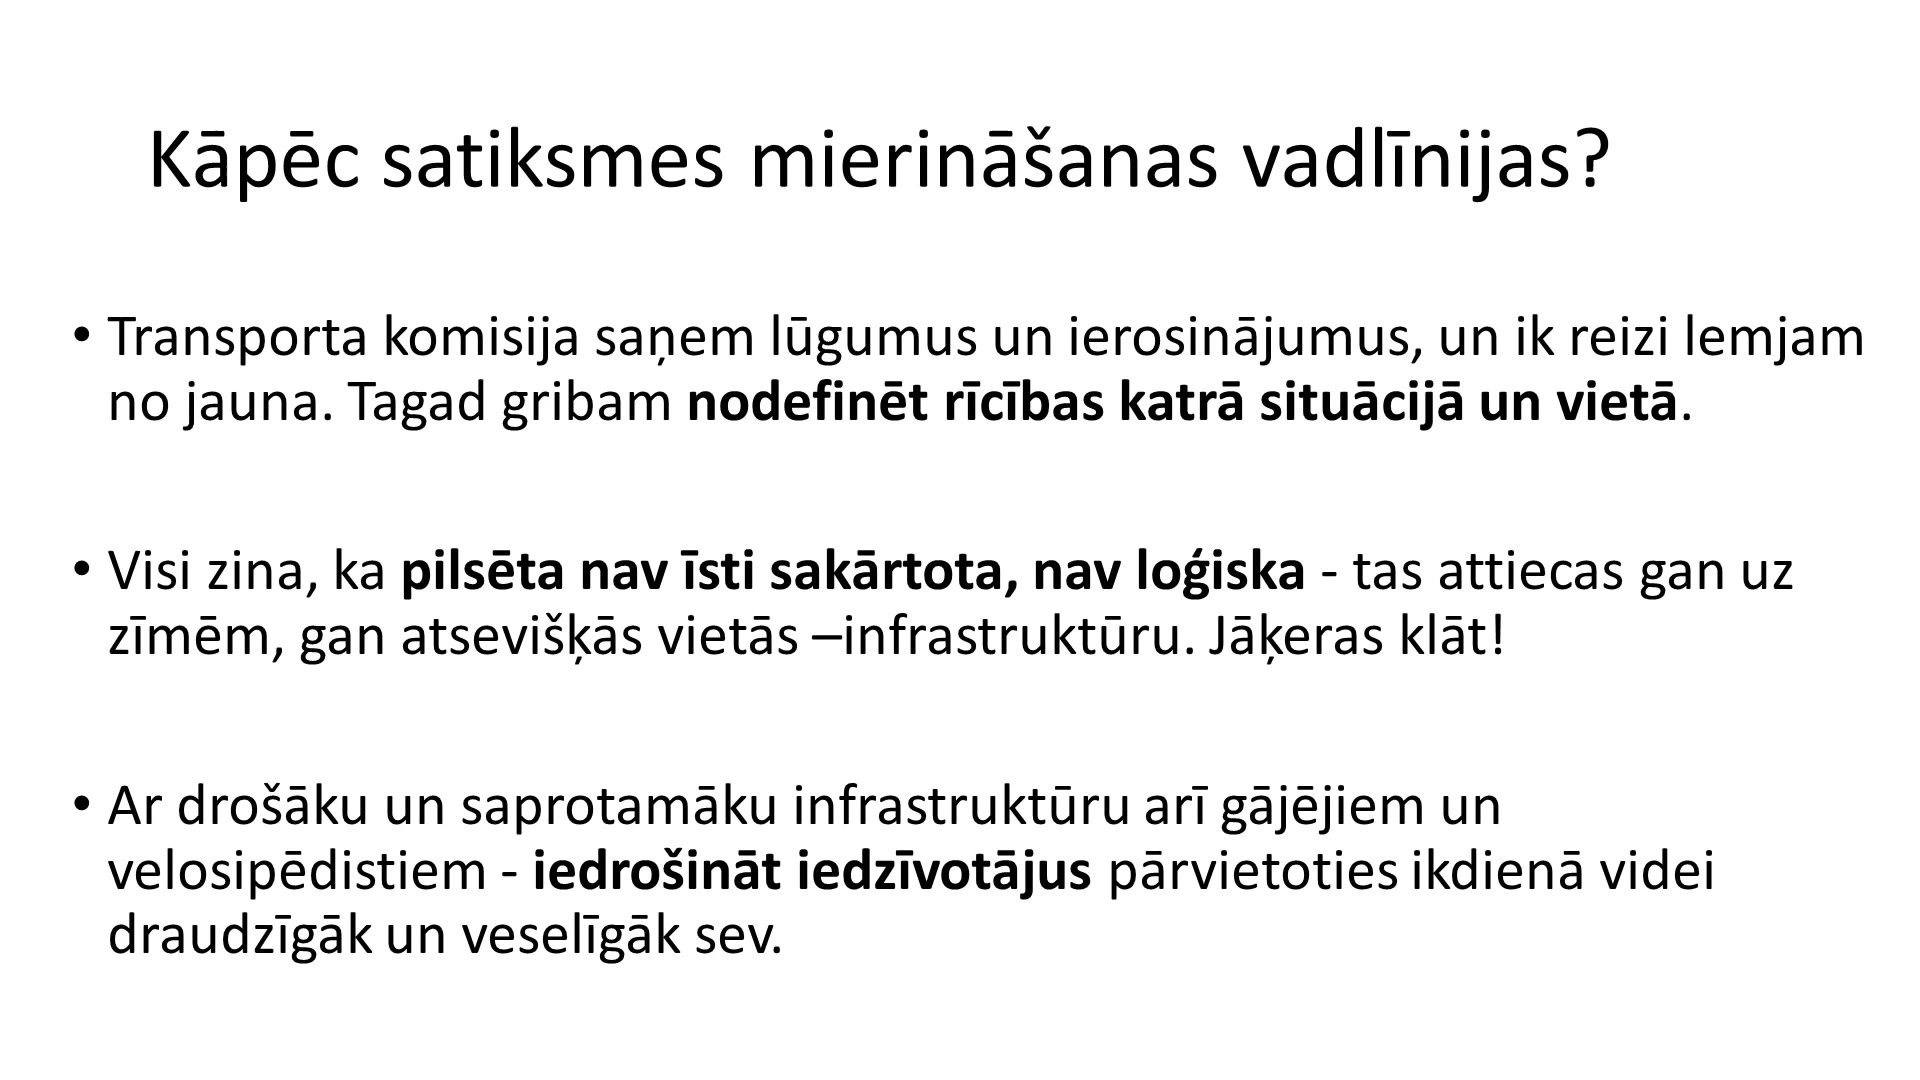 Kāpēc satiksmes mierināšanas vadlīnijas?
• Transporta komisija saņem lūgumus un ierosinājumus, un ik reizi lemjam
no jauna. Tagad gribam nodefinēt rīcības katrā situācijā un vietā.
• Visi zina, ka pilsēta nav īsti sakārtota, nav loģiska - tas attiecas gan uz
zīmēm, gan atsevišķās vietās –infrastruktūru. Jāķeras klāt!
• Ar drošāku un saprotamāku infrastruktūru arī gājējiem un
velosipēdistiem - iedrošināt iedzīvotājus pārvietoties ikdienā videi
draudzīgāk un veselīgāk sev.